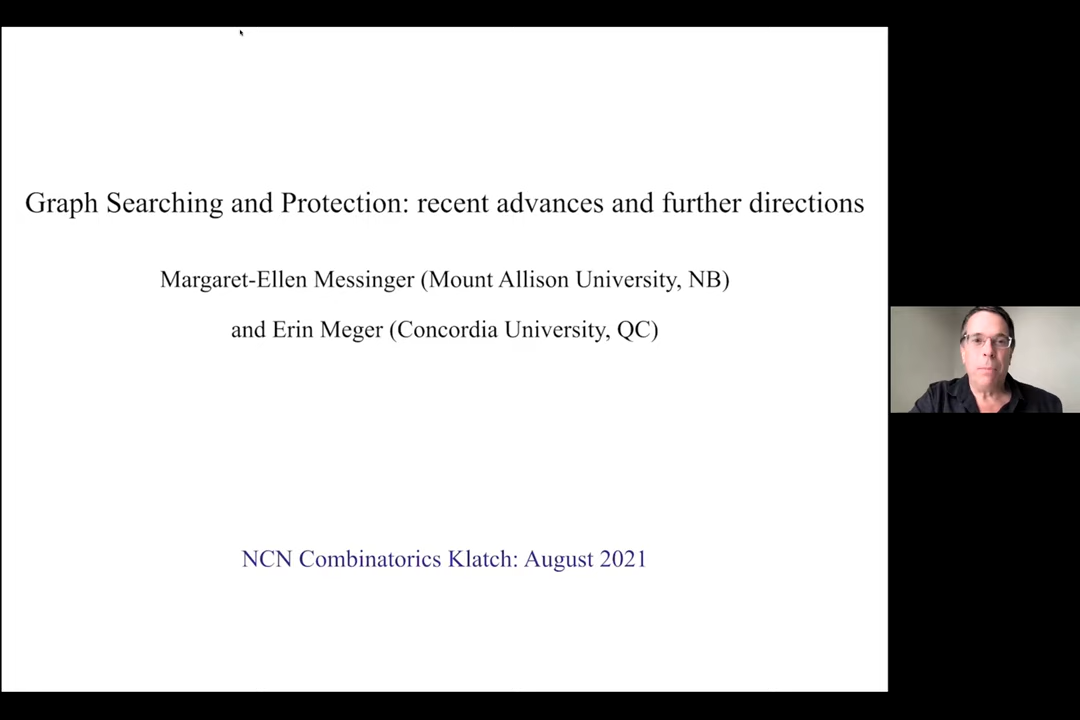 Graph Searching and Protection: recent advances and further directions
Margaret-Ellen Messinger (Mount Allison University, NB)
and Erin Meger (Concordia University, QC)
NCN Combinatorics Klatch: August 2021